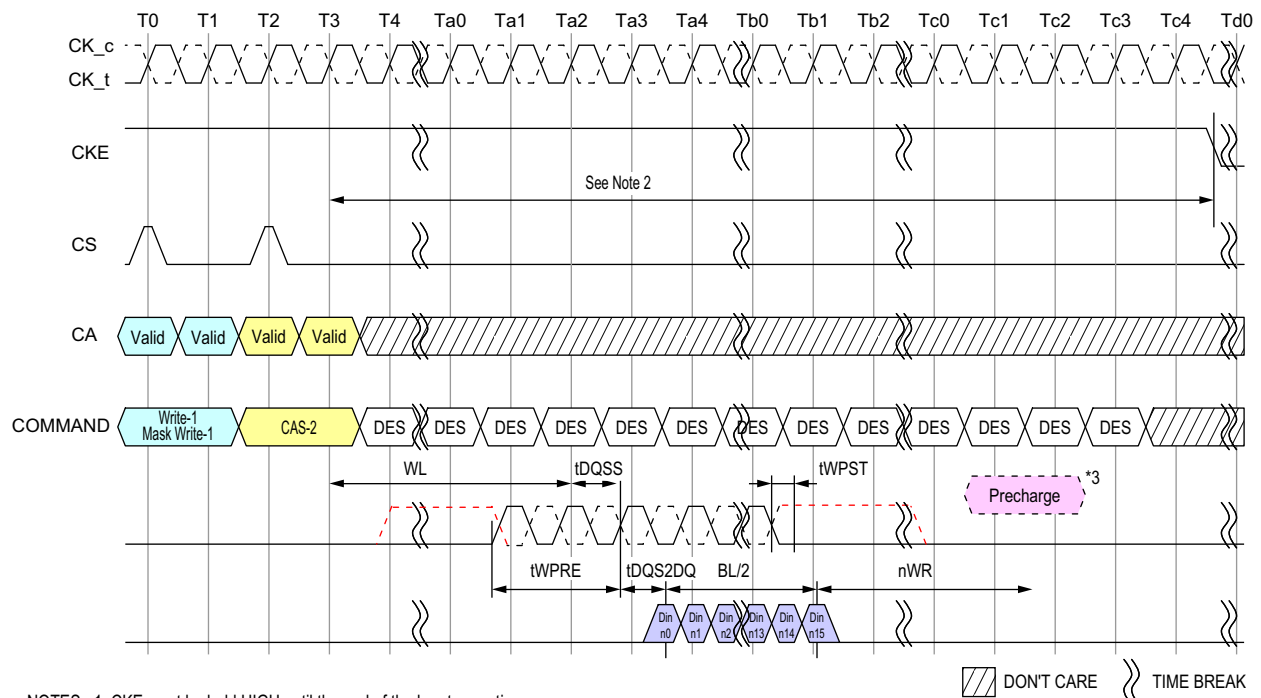 T0 T1 T2 T3 T4 Ta0 Ta1 Ta2 Ta3 Ta4 Tb0 Tb1 Tb2 Tc0 Tc1 Tc2 Tc3 Tc4 Td0
CK_c
CK_t
CKE
See Note 2
CS
CA Valid Valid Valid Valid
COMMAND Write-1 Mask Write-1 CAS-2 DES DES DES DES DES DES DES DES DES DES DES DES DES
WL tDQSS tWPST
Precharge *3
tWPRE tDQS2DQ BL/2 nWR
Din n0 Din n1 Din n2 Din n13 Din n14 Din n15
DON'T CARE TIME BREAK